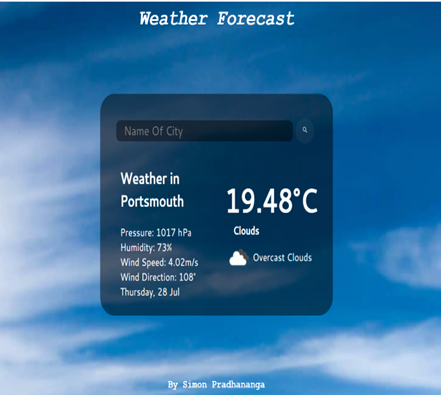 Weather Forecast
Name Of City
Weather in
Portsmouth
19.48°C
Clouds
Overcast Clouds
Pressure: 1017 hPa
Humidity: 73%
Wind Speed: 4.02m/s
Wind Direction: 108°
Thursday, 28 Jul
By Simon Pradhananga